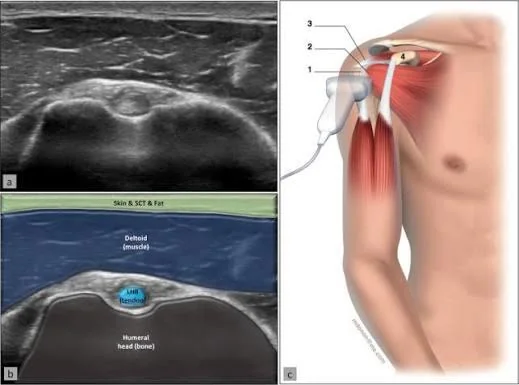 a
Skin & SCT & Fat
Deltoid
(muscle)
LHB
(tendon)
Humeral
head (bone)
b
3
2
1
4
c